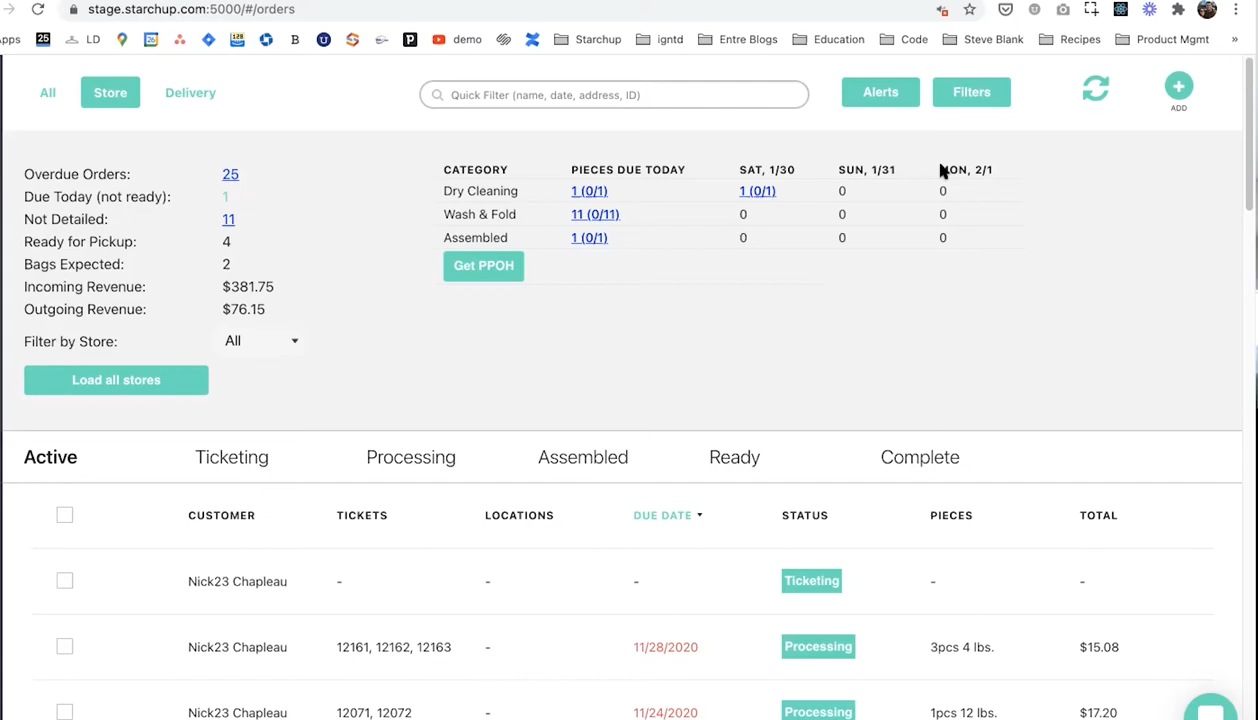 stage.starchup.com:5000/#/orders
Apps 25 LD 26 128 B U S P demo Starchup igntd Entre Blogs Education Code Steve Blank Recipes Product Mgmt »
All Store Delivery Quick Filter (name, date, address, ID) Alerts Filters
ADD
Overdue Orders: 25
Due Today (not ready): 1
Not Detailed: 11
Ready for Pickup: 4
Bags Expected: 2
Incoming Revenue: $381.75
Outgoing Revenue: $76.15
Filter by Store: All
Load all stores
CATEGORY PIECES DUE TODAY SAT, 1/30 SUN, 1/31 MON, 2/1
Dry Cleaning 1 (0/1) 1 (0/1) 0 0
Wash & Fold 11 (0/11) 0 0 0
Assembled 1 (0/1) 0 0 0
Get PPOH
Active Ticketing Processing Assembled Ready Complete
CUSTOMER TICKETS LOCATIONS DUE DATE STATUS PIECES TOTAL
Nick23 Chapleau - - - Ticketing - -
Nick23 Chapleau 12161, 12162, 12163 - 11/28/2020 Processing 3pcs 4 lbs. $15.08
Nick23 Chapleau 12071, 12072 - 11/24/2020 Processing 1pcs 12 lbs. $17.20